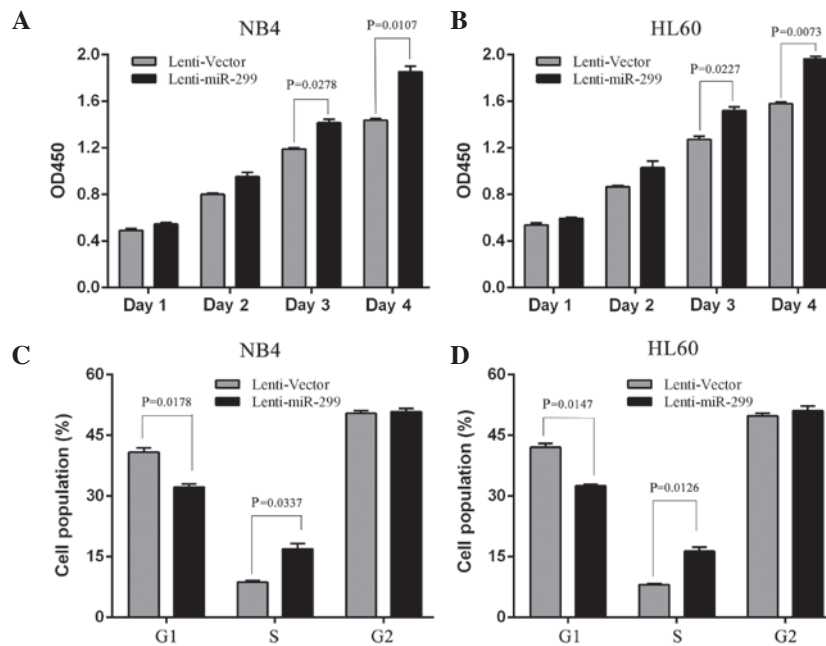 A
NB4
P=0.0107
2.0
Lenti-Vector
Lenti-miR-299
P=0.0278
1.6
1.2
0.8
0.4
0.0
OD450
Day 1 Day 2 Day 3 Day 4
B
HL60
P=0.0073
2.0
Lenti-Vector
Lenti-miR-299
P=0.0227
1.6
1.2
0.8
0.4
0.0
OD450
Day 1 Day 2 Day 3 Day 4
C
NB4
60
Lenti-Vector
Lenti-miR-299
P=0.0178
45
30
P=0.0337
15
0
Cell population (%)
G1 S G2
D
HL60
60
Lenti-Vector
Lenti-miR-299
P=0.0147
45
30
P=0.0126
15
0
Cell population (%)
G1 S G2